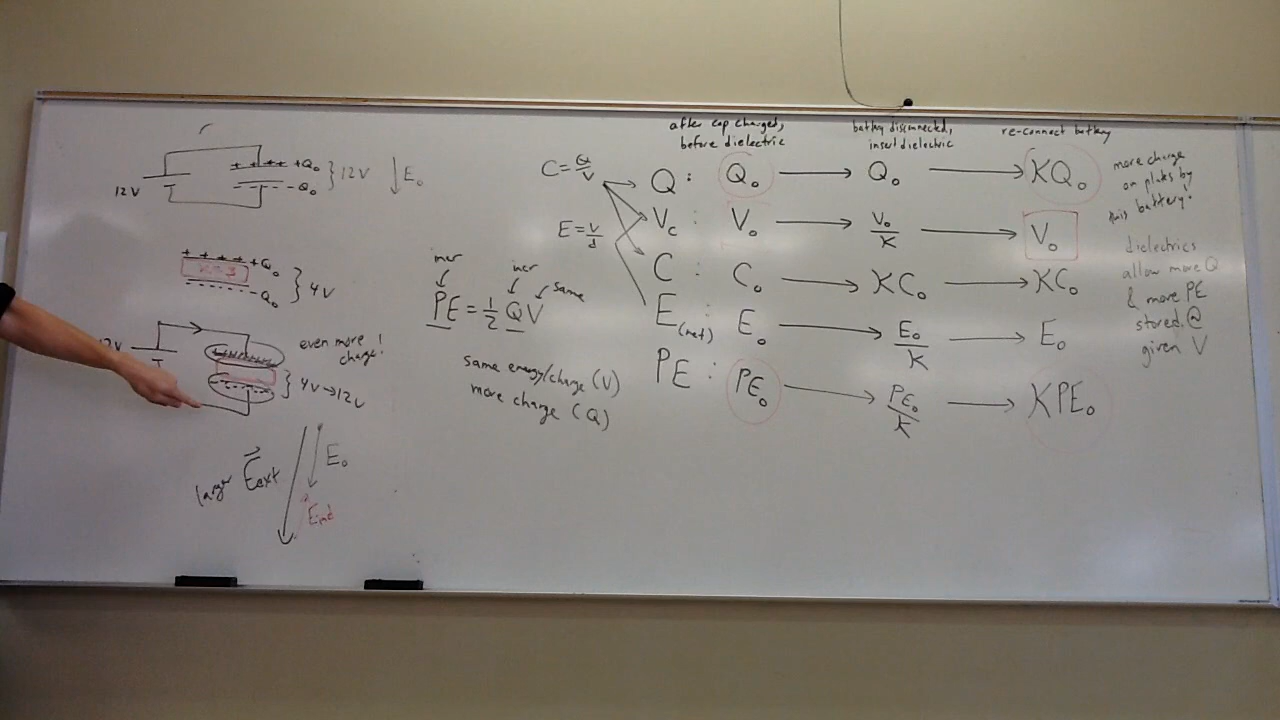 12V
+ + + + +Q₀
- - - - -Q₀
} 12V
↓ E₀
+ + + + + +Q₀
K=3
- - - - - -Q₀
} 4V
12V
even more
charge!
} 4V→12V
large E⃗ext
E₀
Eind
incr
incr
same
PE = 1/2 QV
same energy/charge (V)
more charge (Q)
C = Q/V
E = V/d
after cap charged,
before dielectric
battery disconnected,
insert dielectric
re-connect battery
Q : Q₀ → Q₀ → KQ₀
Vc : V₀ → V₀/K → V₀
C : C₀ → KC₀ → KC₀
E(net) : E₀ → E₀/K → E₀
PE : PE₀ → PE₀/K → KPE₀
more charge
on plates by
this battery!
dielectrics
allow more Q
& more PE
stored @
given V